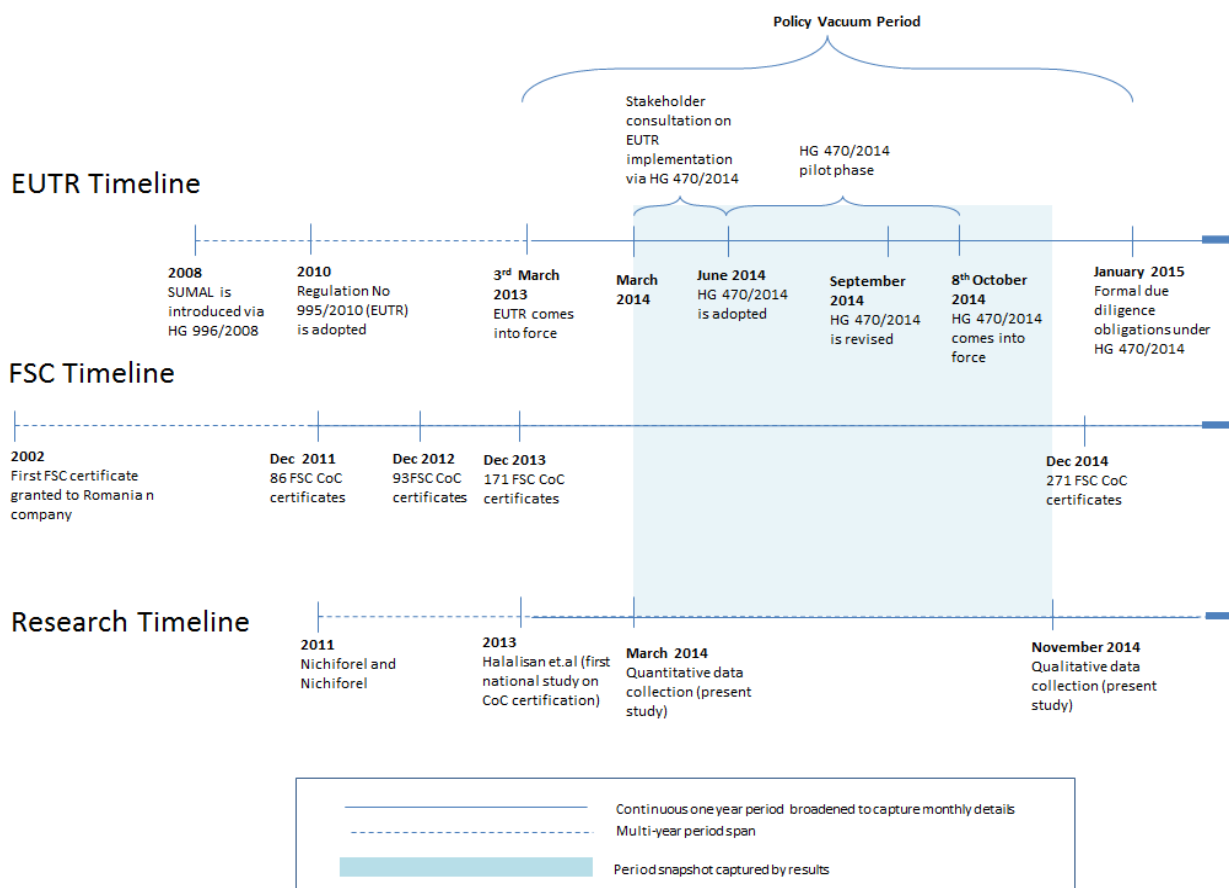 Policy Vacuum Period
Stakeholder
consultation on
EUTR
implementation
via HG 470/2014
HG 470/2014
pilot phase
EUTR Timeline
2008
SUMAL is
introduced via
HG 996/2008
2010
Regulation No
995/2010 (EUTR)
is adopted
3rd March
2013
EUTR comes
into force
March
2014
June 2014
HG 470/2014
is adopted
September
2014
HG 470/2014
is revised
8th October
2014
HG 470/2014
comes into
force
January 2015
Formal due
diligence
obligations under
HG 470/2014
FSC Timeline
2002
First FSC certificate
granted to Romania n
company
Dec 2011
86 FSC CoC
certificates
Dec 2012
93FSC CoC
certificates
Dec 2013
171 FSC CoC
certificates
Dec 2014
271 FSC CoC
certificates
Research Timeline
2011
Nichiforel and
Nichiforel
2013
Halalisan et.al (first
national study on
CoC certification)
March 2014
Quantitative data
collection (present
study)
November 2014
Qualitative data
collection (present
study)
Continuous one year period broadened to capture monthly details
Multi-year period span
Period snapshot captured by results